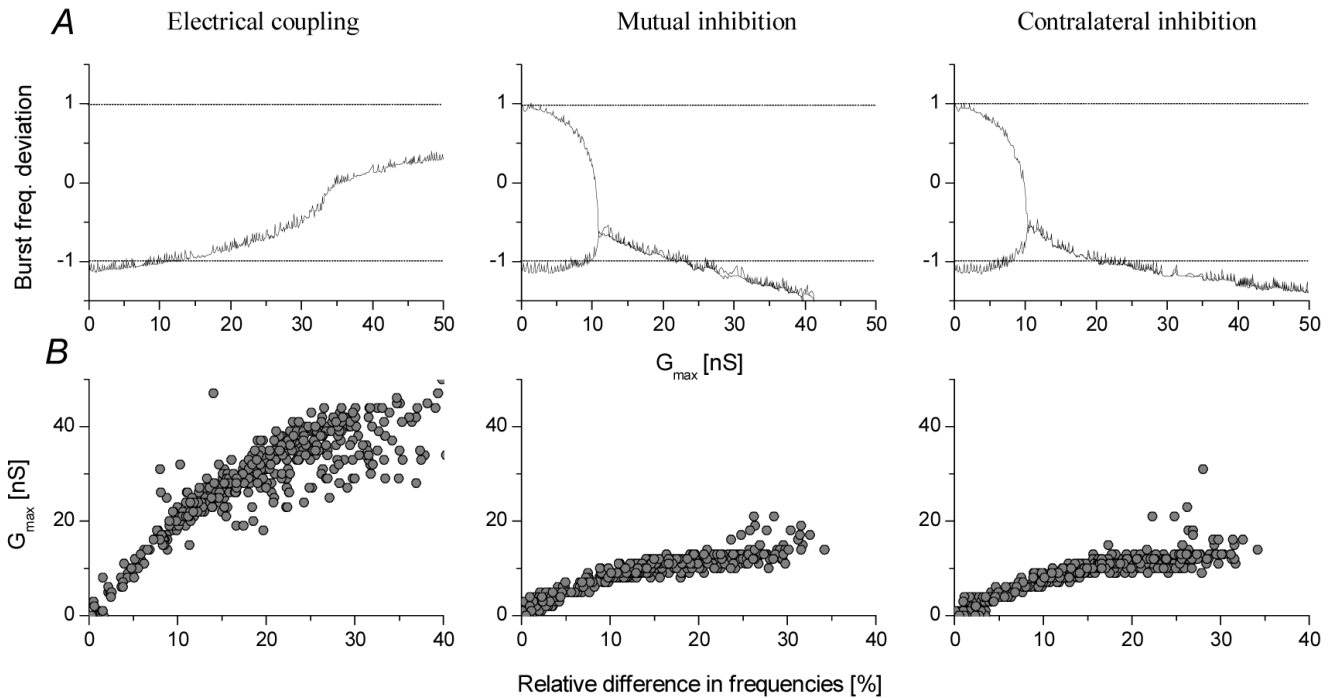 A
Electrical coupling
Mutual inhibition
Contralateral inhibition
Burst freq. deviation
1
0
-1
0 10 20 30 40 50
1
0
-1
0 10 20 30 40 50
1
0
-1
0 10 20 30 40 50
G_max [nS]
B
G_max [nS]
40
20
0
0 10 20 30 40
40
20
0
0 10 20 30 40
40
20
0
0 10 20 30 40
Relative difference in frequencies [%]